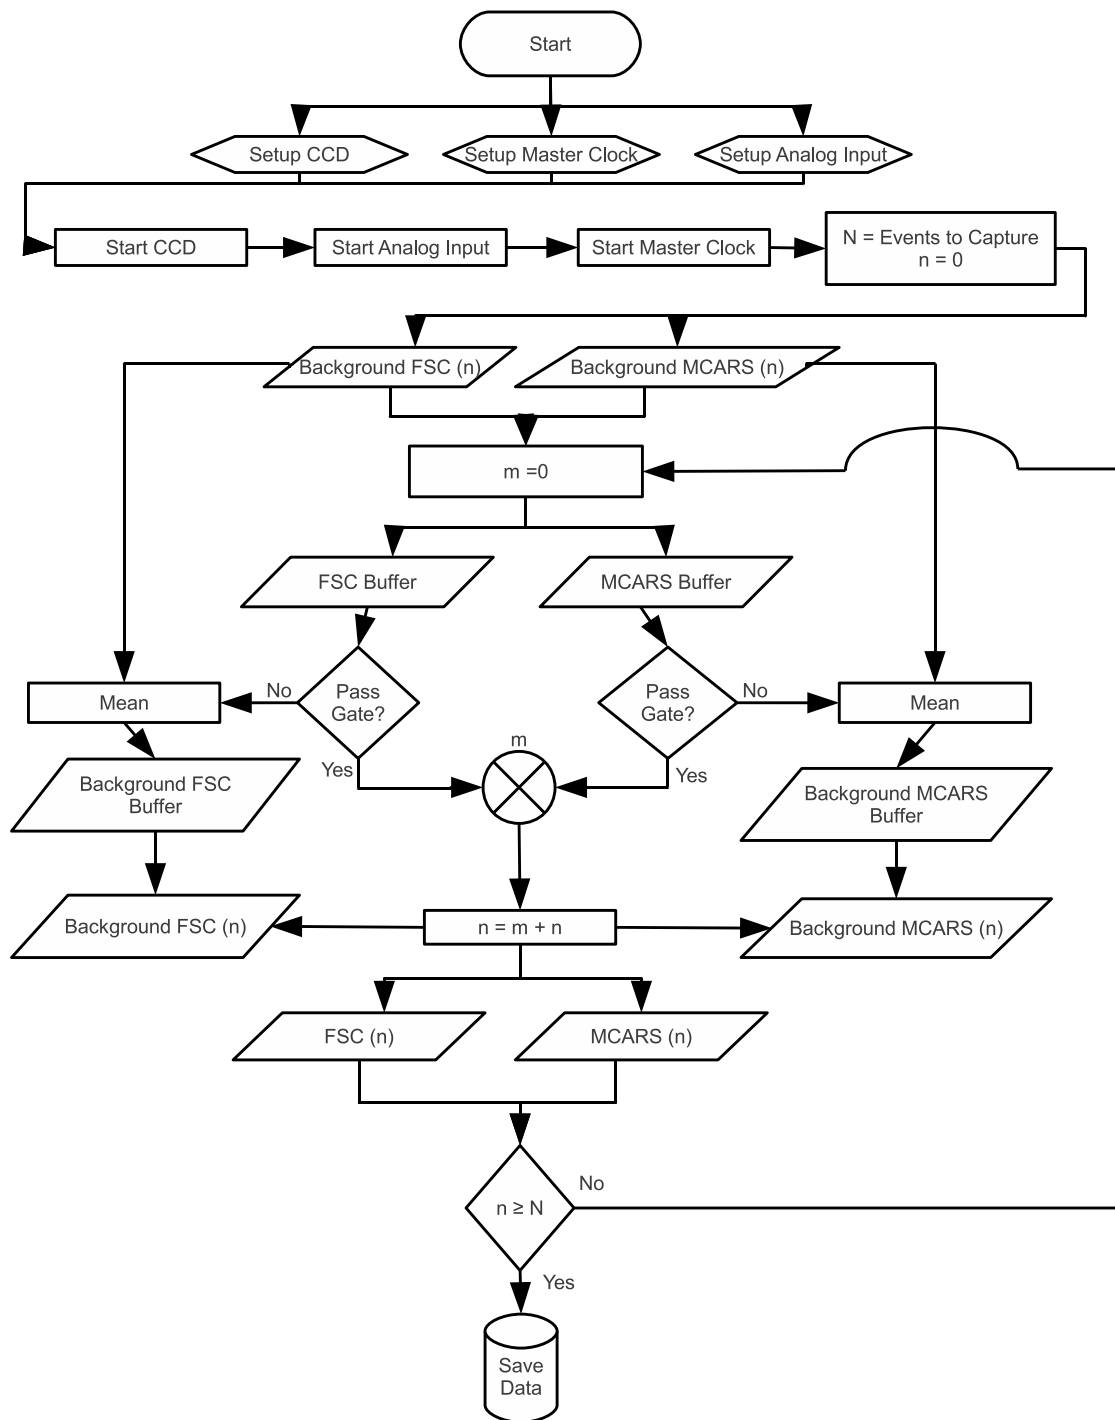 Start
Setup CCD
Setup Master Clock
Setup Analog Input
Start CCD
Start Analog Input
Start Master Clock
N = Events to Capture
n = 0
Background FSC (n)
Background MCARS (n)
m =0
FSC Buffer
MCARS Buffer
Mean
No
Pass
Gate?
Pass
Gate?
No
Mean
Yes
m
Yes
Background FSC
Buffer
Background MCARS
Buffer
Background FSC (n)
n = m + n
Background MCARS (n)
FSC (n)
MCARS (n)
n ≥ N
No
Yes
Save
Data